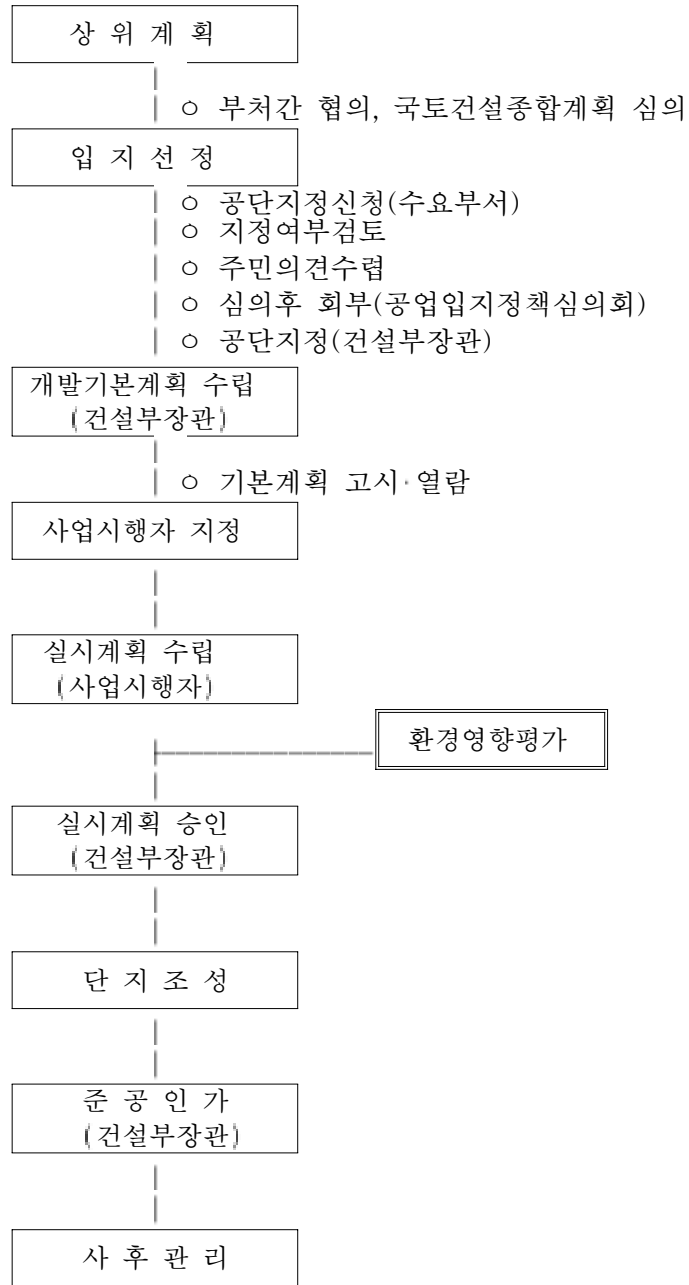 상 위 계 획
ㅇ 부처간 협의, 국토건설종합계획 심의
입 지 선 정
ㅇ 공단지정신청(수요부서)
ㅇ 지정여부검토
ㅇ 주민의견수렴
ㅇ 심의후 회부(공업입지정책심의회)
ㅇ 공단지정(건설부장관)
개발기본계획 수립
(건설부장관)
ㅇ 기본계획 고시·열람
사업시행자 지정
실시계획 수립
(사업시행자)
환경영향평가
실시계획 승인
(건설부장관)
단 지 조 성
준 공 인 가
(건설부장관)
사 후 관 리